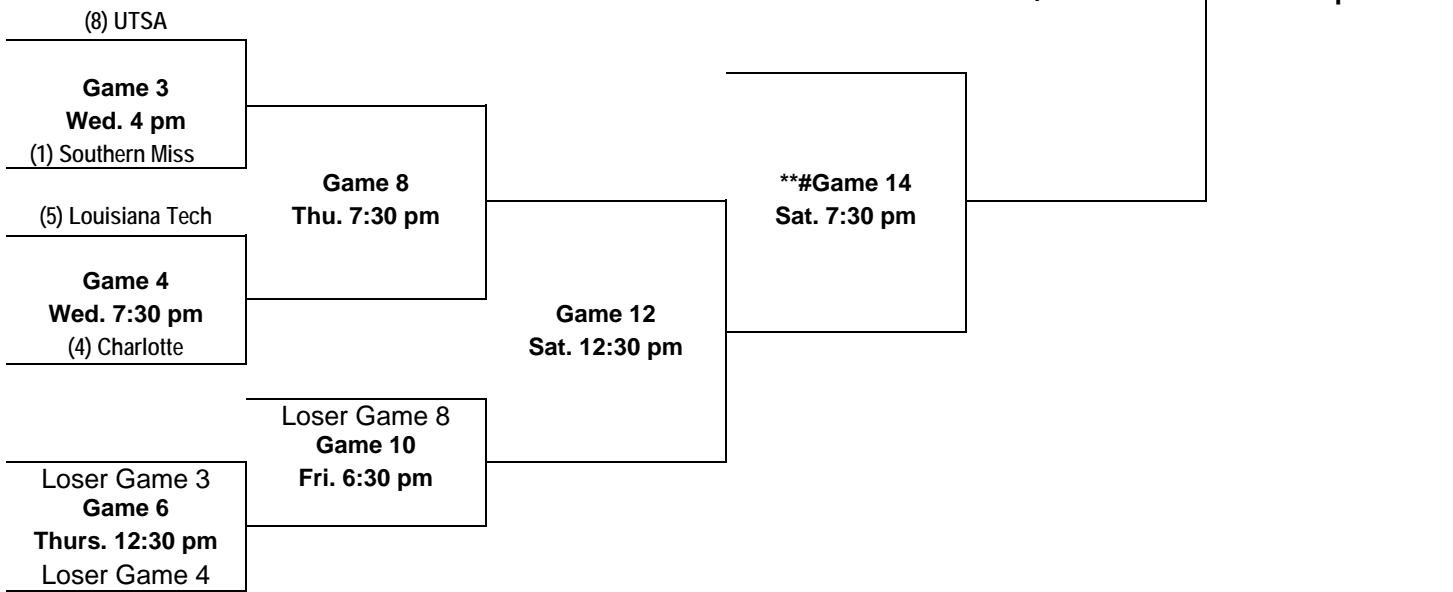 (8) UTSA
Game 3
Wed. 4 pm
(1) Southern Miss
Game 8
Thu. 7:30 pm
**#Game 14
Sat. 7:30 pm
(5) Louisiana Tech
Game 4
Wed. 7:30 pm
(4) Charlotte
Game 12
Sat. 12:30 pm
Loser Game 8
Game 10
Fri. 6:30 pm
Loser Game 3
Game 6
Thurs. 12:30 pm
Loser Game 4